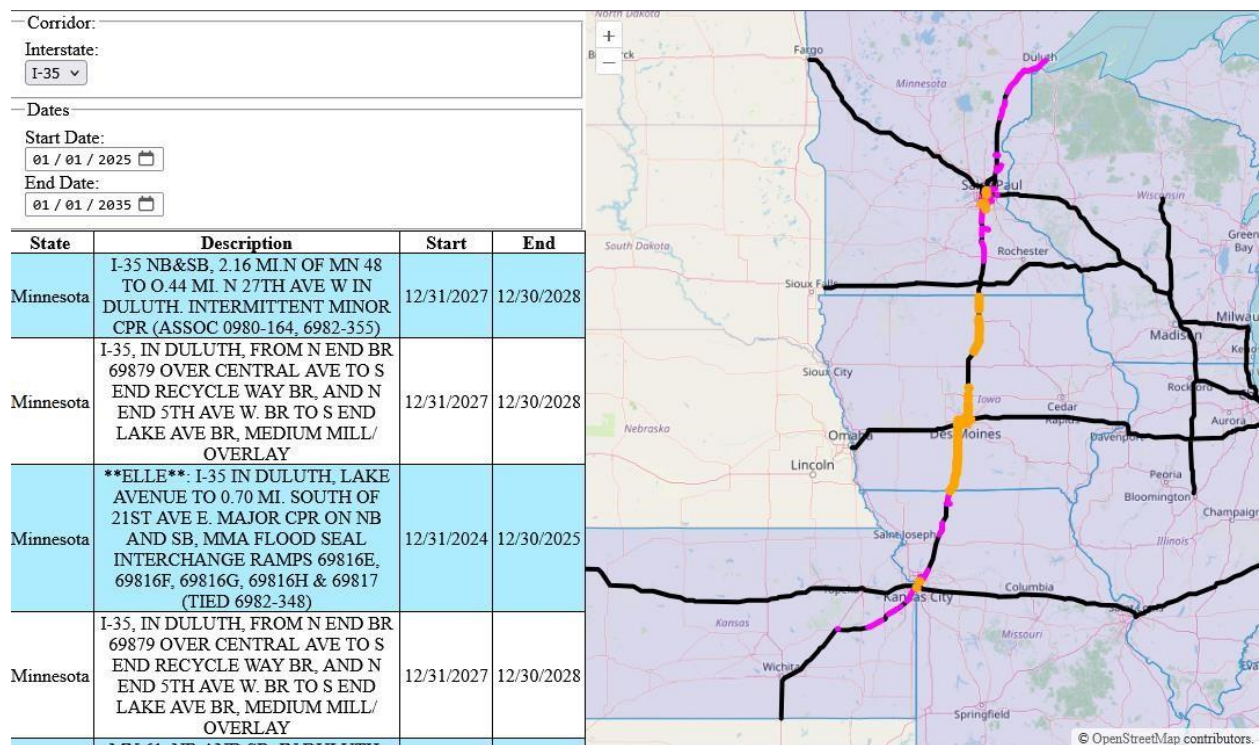 Corridor:
Interstate:
I-35
Dates
Start Date:
01 / 01 / 2025
End Date:
01 / 01 / 2035
State Description Start End
Minnesota
I-35 NB&SB, 2.16 MI.N OF MN 48
TO O.44 MI. N 27TH AVE W IN
DULUTH. INTERMITTENT MINOR
CPR (ASSOC 0980-164, 6982-355)
12/31/2027 12/30/2028
Minnesota
I-35, IN DULUTH, FROM N END BR
69879 OVER CENTRAL AVE TO S
END RECYCLE WAY BR, AND N
END 5TH AVE W. BR TO S END
LAKE AVE BR, MEDIUM MILL/
OVERLAY
12/31/2027 12/30/2028
Minnesota
**ELLE**: I-35 IN DULUTH, LAKE
AVENUE TO 0.70 MI. SOUTH OF
21ST AVE E. MAJOR CPR ON NB
AND SB, MMA FLOOD SEAL
INTERCHANGE RAMPS 69816E,
69816F, 69816G, 69816H & 69817
(TIED 6982-348)
12/31/2024 12/30/2025
Minnesota
I-35, IN DULUTH, FROM N END BR
69879 OVER CENTRAL AVE TO S
END RECYCLE WAY BR, AND N
END 5TH AVE W. BR TO S END
LAKE AVE BR, MEDIUM MILL/
OVERLAY
12/31/2027 12/30/2028
+
−
North Dakota
Fargo
Duluth
Minnesota
Saint Paul
Wisconsin
Green
Bay
South Dakota
Rochester
Sioux Falls
Madison
Milwau
Sioux City
Iowa
Cedar
Rapids
Rockford
Aurora
Nebraska
Omaha
Des Moines
Davenport
Lincoln
Peoria
Bloomington
Champaign
Saint Joseph
Illinois
Topeka
Kansas City
Columbia
Saint Louis
Kansas
Missouri
Wichita
Springfield
© OpenStreetMap contributors.